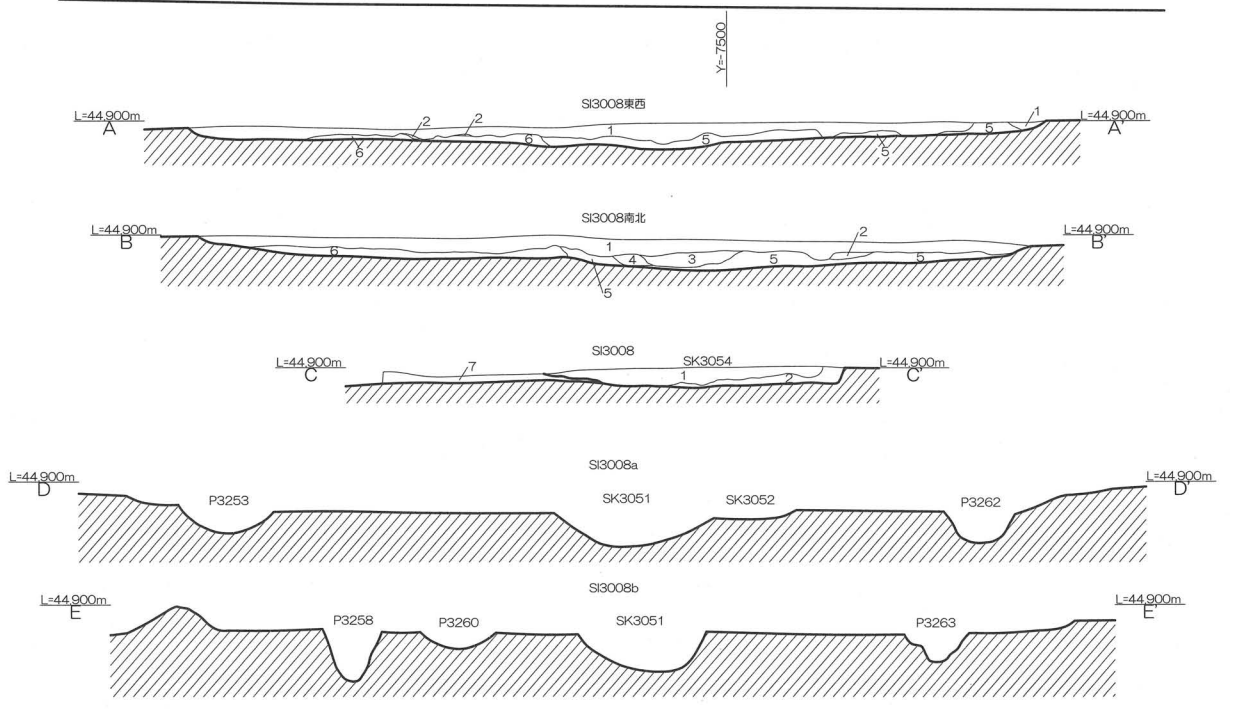 Y=-7500
SI3008東西
L=44.900m
A
2
2
1
1
L=44.900m
A'
6
6
5
5
5
SI3008南北
L=44.900m
B
2
L=44.900m
B'
6
1
4
3
5
5
5
SI3008
SK3054
L=44.900m
C
7
1
2
L=44.900m
C'
SI3008a
L=44.900m
D
P3253
SK3051
SK3052
P3262
L=44.900m
D'
SI3008b
L=44.900m
E
P3258
P3260
SK3051
P3263
L=44.900m
E'